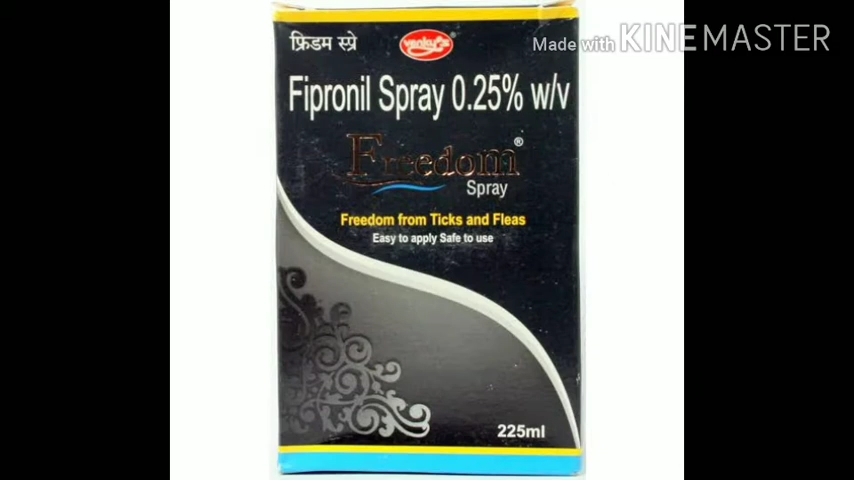 फ्रिडम स्प्रे
venky's
Made with KINEMASTER
Fipronil Spray 0.25% w/v
Freedom®
Spray
Freedom from Ticks and Fleas
Easy to apply Safe to use
225ml